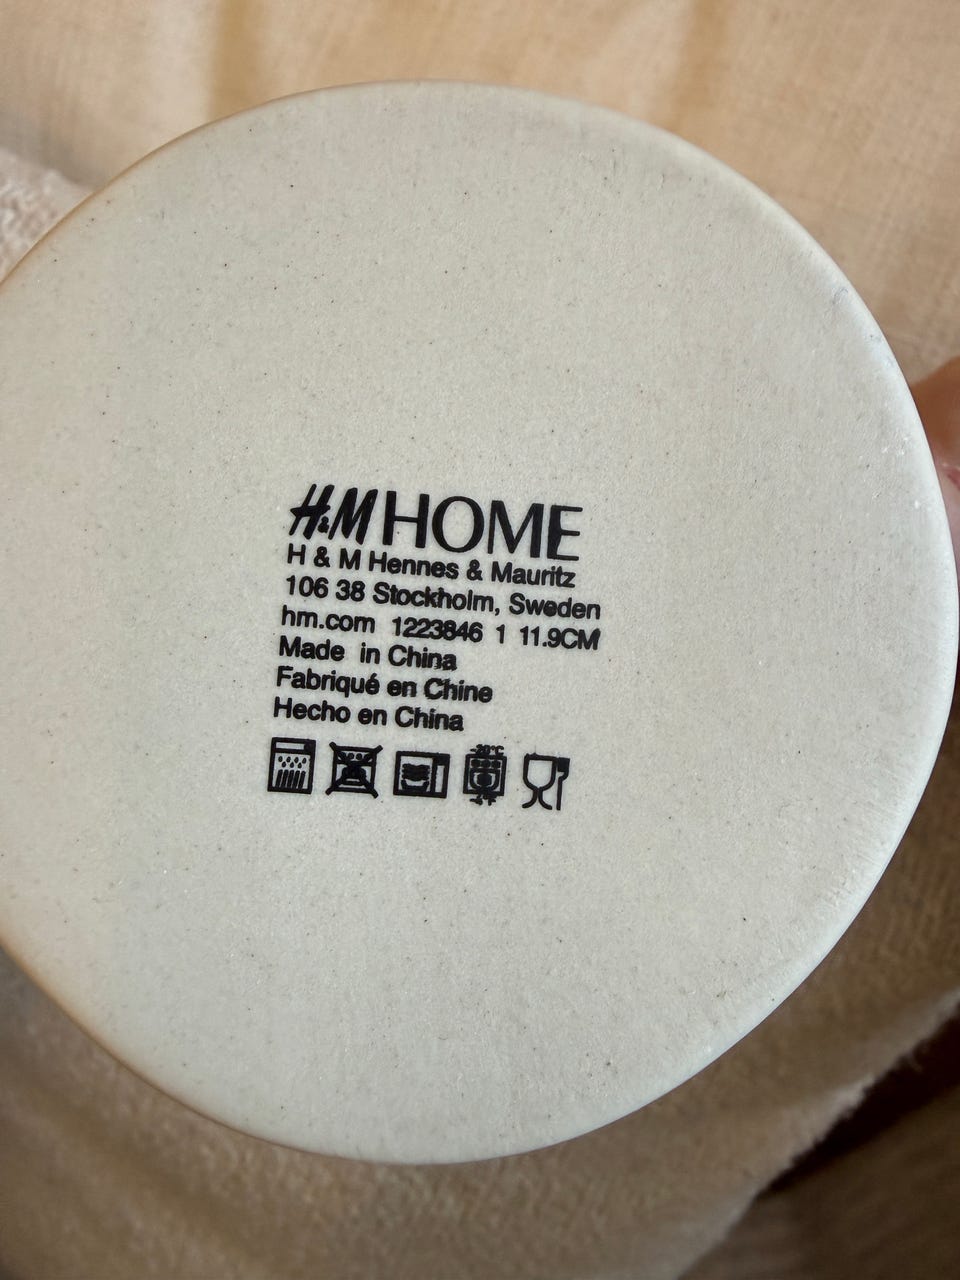 H&M HOME
H & M Hennes & Mauritz
106 38 Stockholm, Sweden
hm.com 1223846 1 11.9CM
Made in China
Fabriqué en Chine
Hecho en China
-20°C